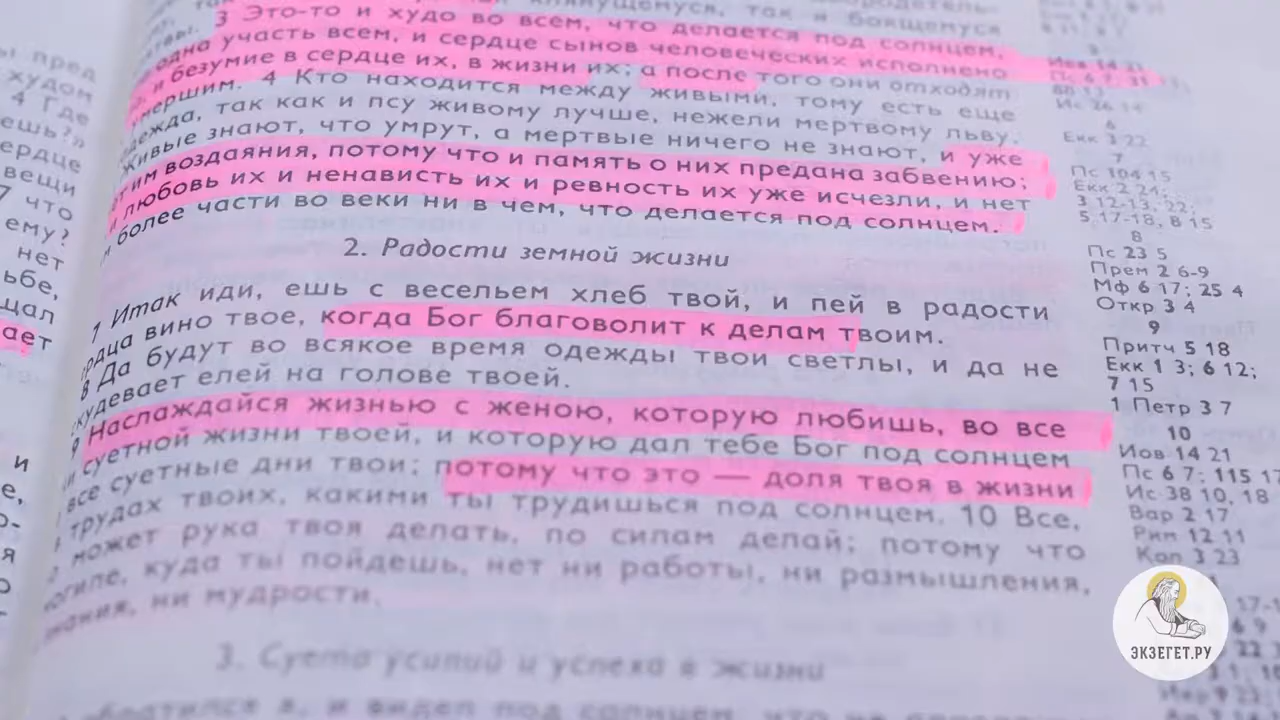 3 Это-то и худо во всем, что делается под солнцем,
одна участь всем, и сердце сынов человеческих исполнено
и безумие в сердце их, в жизни их; а после того они отходят
умершим. 4 Кто находится между живыми, тому есть еще
надежда, так как и псу живому лучше, нежели мертвому льву.
живые знают, что умрут, а мертвые ничего не знают, и уже
им воздаяния, потому что и память о них предана забвению;
и любовь их и ненависть их и ревность их уже исчезли, и нет
им более части во веки ни в чем, что делается под солнцем.
2. Радости земной жизни
7 Итак иди, ешь с весельем хлеб твой, и пей в радости
сердца вино твое, когда Бог благоволит к делам твоим.
8 Да будут во всякое время одежды твои светлы, и да не
скудевает елей на голове твоей.
9 Наслаждайся жизнью с женою, которую любишь, во все
суетной жизни твоей, и которую дал тебе Бог под солнцем
все суетные дни твои; потому что это — доля твоя в жизни
трудах твоих, какими ты трудишься под солнцем. 10 Все,
может рука твоя делать, по силам делай; потому что
могиле, куда ты пойдешь, нет ни работы, ни размышления,
знания, ни мудрости.
3. Суета усилий и успеха в жизни
Иов 14 21
Пс 6 7; 31
Ис 26 14
6
Екк 3 22
7
Пс 104 15
Екк 2 24;
3 12-13, 22;
5, 17-18, 8 15
8
Пс 23 5
Прем 2 6-9
Мф 6 17; 25 4
Откр 3 4
9
Притч 5 18
Екк 1 3; 6 12;
7 15
1 Петр 3 7
10
Иов 14 21
Пс 6 7; 115 17
Ис 38 10, 18
Вар 2 17
Рим 12 11
Кол 3 23
ЭКЗЕГЕТ.РУ